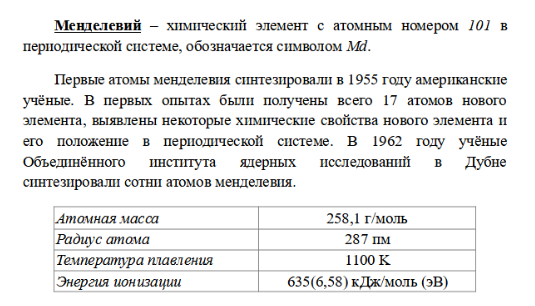 Менделевий – химический элемент с атомным номером 101 в
периодической системе, обозначается символом Md.
Первые атомы менделевия синтезировали в 1955 году американские
учёные. В первых опытах были получены всего 17 атомов нового
элемента, выявлены некоторые химические свойства нового элемента и
его положение в периодической системе. В 1962 году учёные
Объединённого института ядерных исследований в Дубне
синтезировали сотни атомов менделевия.
Атомная масса 258,1 г/моль
Радиус атома 287 пм
Температура плавления 1100 K
Энергия ионизации 635(6,58) кДж/моль (эВ)